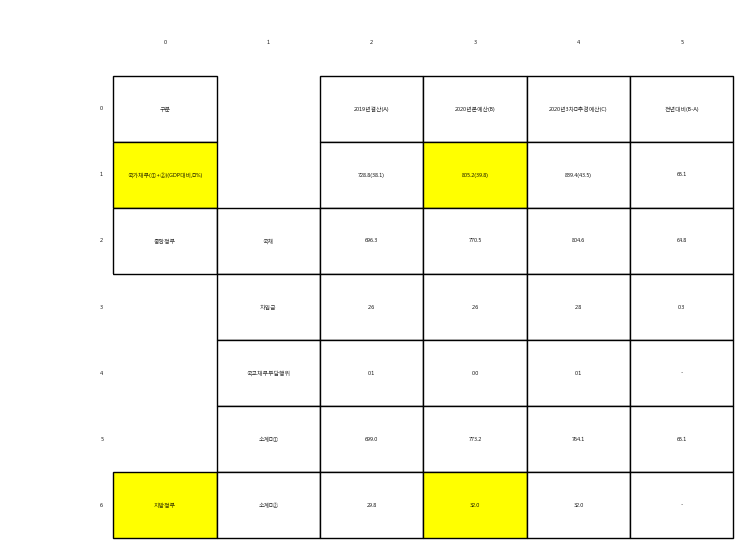 0 1 2 3 4 5
0 구분 2019년결산(A) 2020년본예산(B) 2020년3차□추경예산(C) 전년대비(B-A)
1 국가채무(①+②)(GDP대비,□%) 728.8(38.1) 805.2(39.8) 839.4(43.5) 65.1
2 중앙정부 국채 696.3 770.5 804.6 64.8
3 차입금 2.6 2.6 2.8 0.3
4 국고채무부담행위 0.1 0.0 0.1 -
5 소계□① 699.0 773.2 764.1 65.1
6 지방정부 소계□② 29.8 32.0 32.0 -